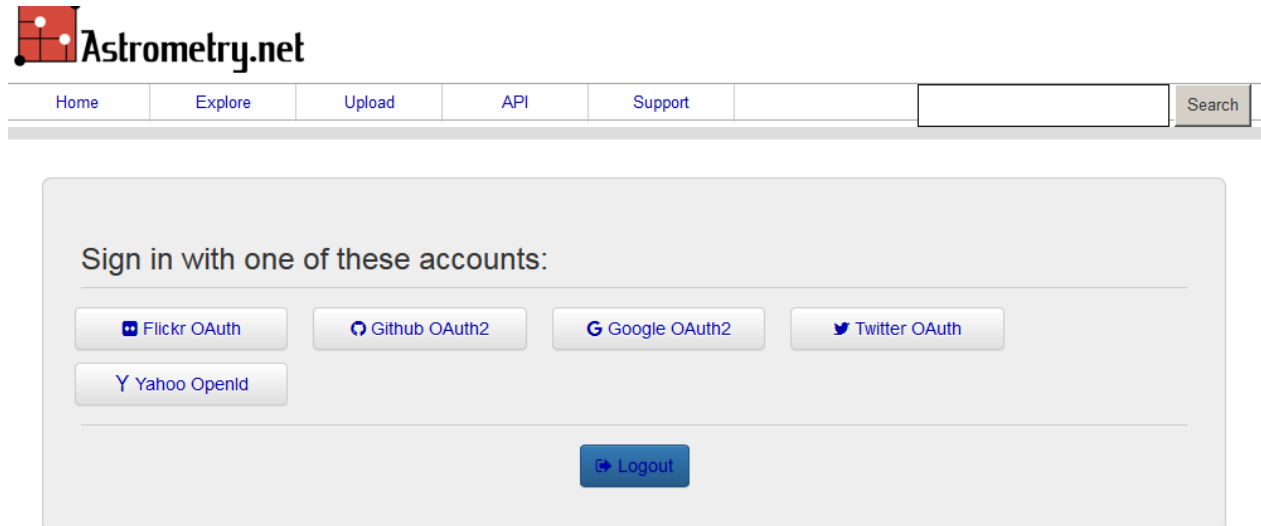 Astrometry.net
Home Explore Upload API Support Search
Sign in with one of these accounts:
Flickr OAuth Github OAuth2 Google OAuth2 Twitter OAuth
Yahoo OpenId
Logout